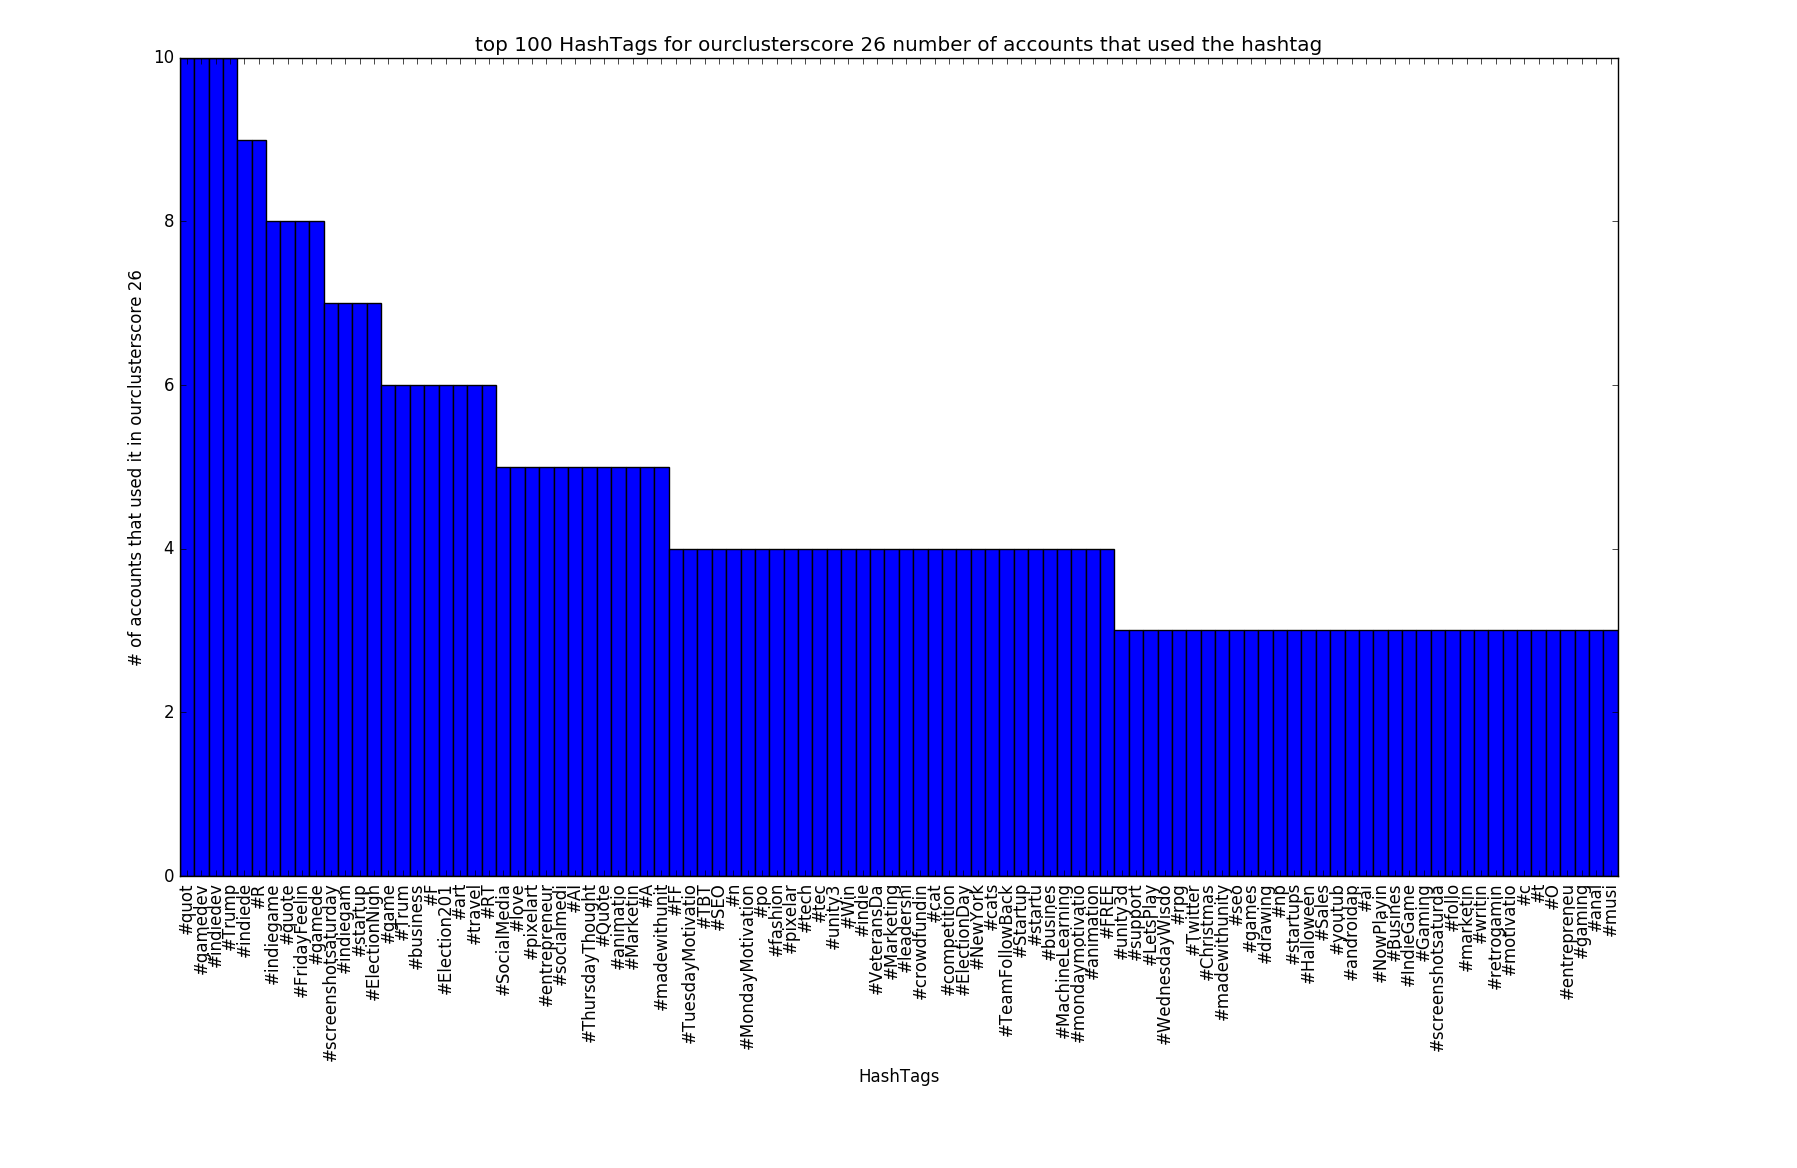 top 100 HashTags for ourclusterscore 26 number of accounts that used the hashtag
# of accounts that used it in ourclusterscore 26
10
8
6
4
2
0
#quot
#gamedev
#indiedev
#Trump
#indiede
#R
#indiegame
#quote
#FridayFeelin
#gamede
#screenshotsaturday
#indiegam
#startup
#ElectionNigh
#game
#Trum
#business
#F
#Election201
#art
#travel
#RT
#SocialMedia
#love
#pixelart
#entrepreneur
#socialmedi
#AI
#ThursdayThought
#Quote
#animatio
#Marketin
#A
#madewithunit
#FF
#TuesdayMotivatio
#TBT
#SEO
#n
#MondayMotivation
#po
#fashion
#pixelar
#tech
#tec
#unity3
#Win
#indie
#VeteransDa
#Marketing
#leadershi
#crowdfundin
#cat
#competition
#ElectionDay
#NewYork
#cats
#TeamFollowBack
#Startup
#startu
#busines
#MachineLearning
#mondaymotivatio
#animation
#FREE
#unity3d
#support
#LetsPlay
#WednesdayWisdo
#rpg
#Twitter
#Christmas
#madewithunity
#seo
#games
#drawing
#np
#startups
#Halloween
#Sales
#youtub
#androidap
#ai
#NowPlayin
#Busines
#IndieGame
#Gaming
#screenshotsaturda
#follo
#marketin
#writin
#retrogamin
#motivatio
#c
#t
#O
#entrepreneu
#gaming
#anal
#musi
HashTags